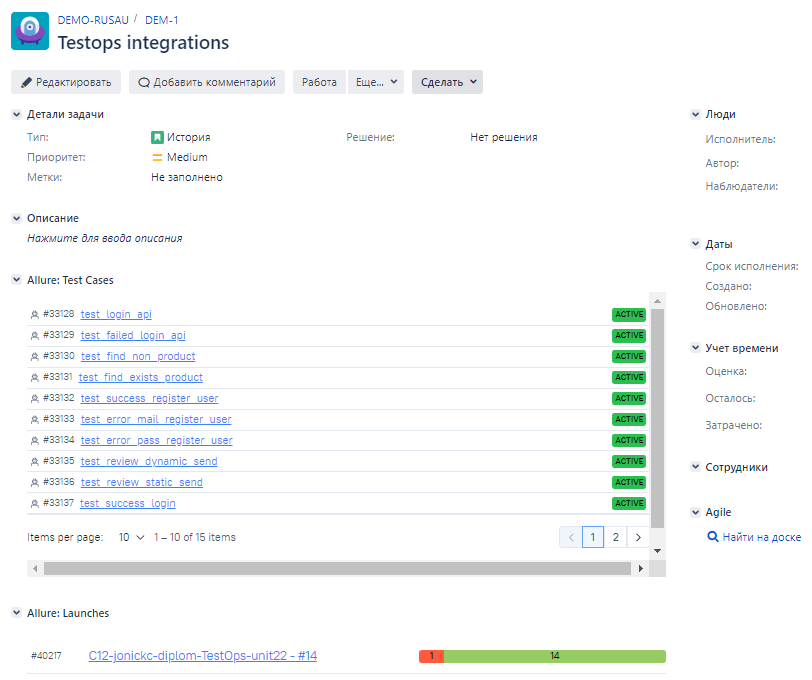 DEMO-RUSAU / DEM-1
Testops integrations
Редактировать Добавить комментарий Работа Еще... Сделать
Детали задачи
Тип: История Решение: Нет решения
Приоритет: Medium
Метки: Не заполнено
Описание
Нажмите для ввода описания
Allure: Test Cases
#33128 test_login_api ACTIVE
#33129 test_failed_login_api ACTIVE
#33130 test_find_non_product ACTIVE
#33131 test_find_exists_product ACTIVE
#33132 test_success_register_user ACTIVE
#33133 test_error_mail_register_user ACTIVE
#33134 test_error_pass_register_user ACTIVE
#33135 test_review_dynamic_send ACTIVE
#33136 test_review_static_send ACTIVE
#33137 test_success_login ACTIVE
Items per page: 10 1 – 10 of 15 items 1 2
Allure: Launches
#40217 C12-jonickc-diplom-TestOps-unit22 - #14 1 14
Люди
Исполнитель:
Автор:
Наблюдатели:
Даты
Срок исполнения:
Создано:
Обновлено:
Учет времени
Оценка:
Осталось:
Затрачено:
Сотрудники
Agile
Найти на доске